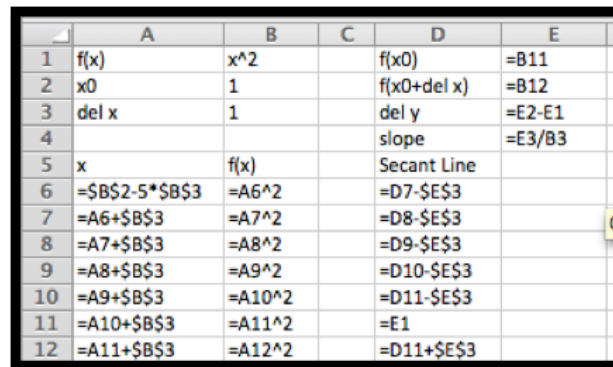 A B C D E
1 f(x) x^2 f(x0) =B11
2 x0 1 f(x0+del x) =B12
3 del x 1 del y =E2-E1
4 slope =E3/B3
5 x f(x) Secant Line
6 =$B$2-5*$B$3 =A6^2 =D7-$E$3
7 =A6+$B$3 =A7^2 =D8-$E$3
8 =A7+$B$3 =A8^2 =D9-$E$3
9 =A8+$B$3 =A9^2 =D10-$E$3
10 =A9+$B$3 =A10^2 =D11-$E$3
11 =A10+$B$3 =A11^2 =E1
12 =A11+$B$3 =A12^2 =D11+$E$3